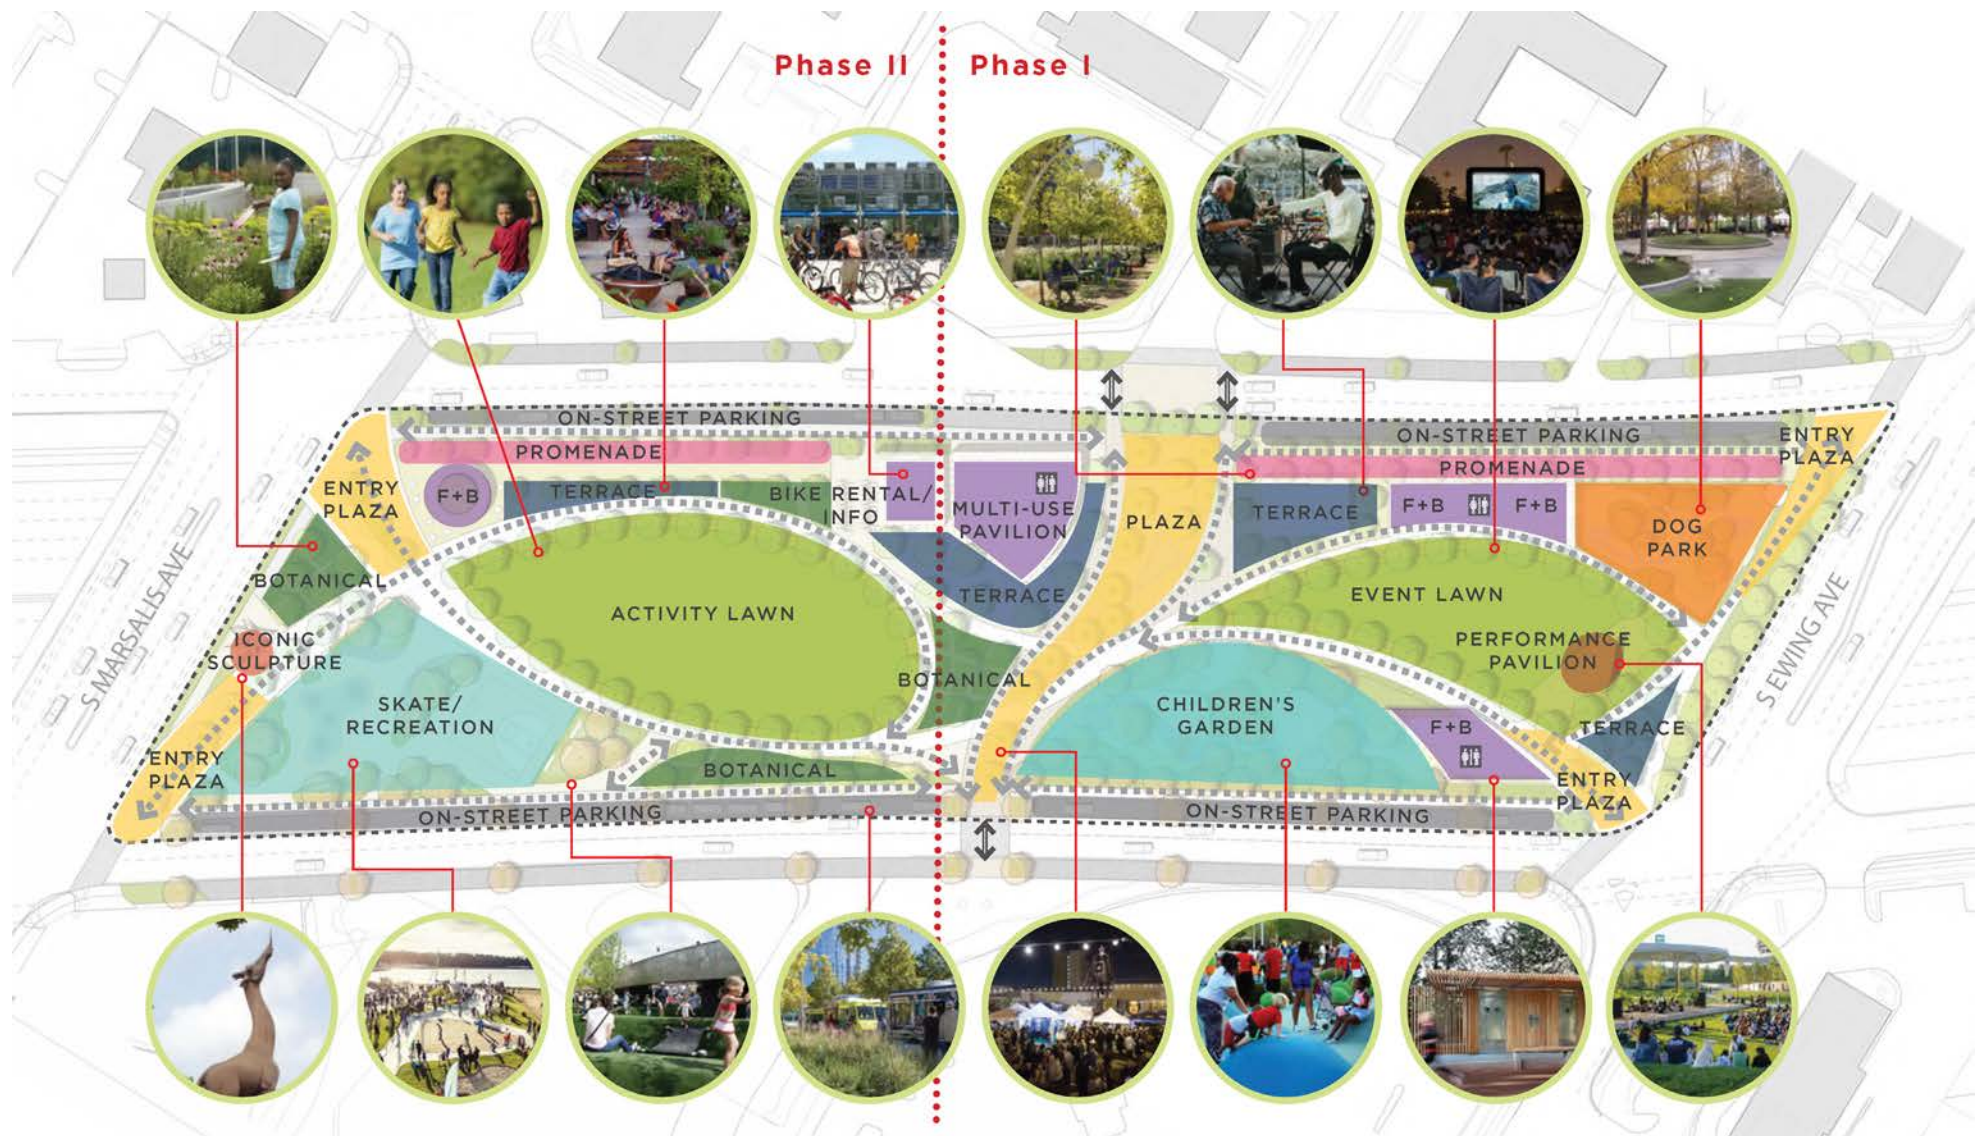 Phase II
Phase I
ON-STREET PARKING
PROMENADE
ENTRY
PLAZA
F+B
TERRACE
BIKE RENTAL/
INFO
MULTI-USE
PAVILION
PLAZA
TERRACE
ON-STREET PARKING
PROMENADE
F+B
F+B
ENTRY
PLAZA
DOG
PARK
BOTANICAL
ACTIVITY LAWN
TERRACE
EVENT LAWN
S MARSALIS AVE
ICONIC
SCULPTURE
BOTANICAL
PERFORMANCE
PAVILION
S EWING AVE
SKATE/
RECREATION
CHILDREN'S
GARDEN
F+B
TERRACE
ENTRY
PLAZA
BOTANICAL
ENTRY
PLAZA
ON-STREET PARKING
ON-STREET PARKING